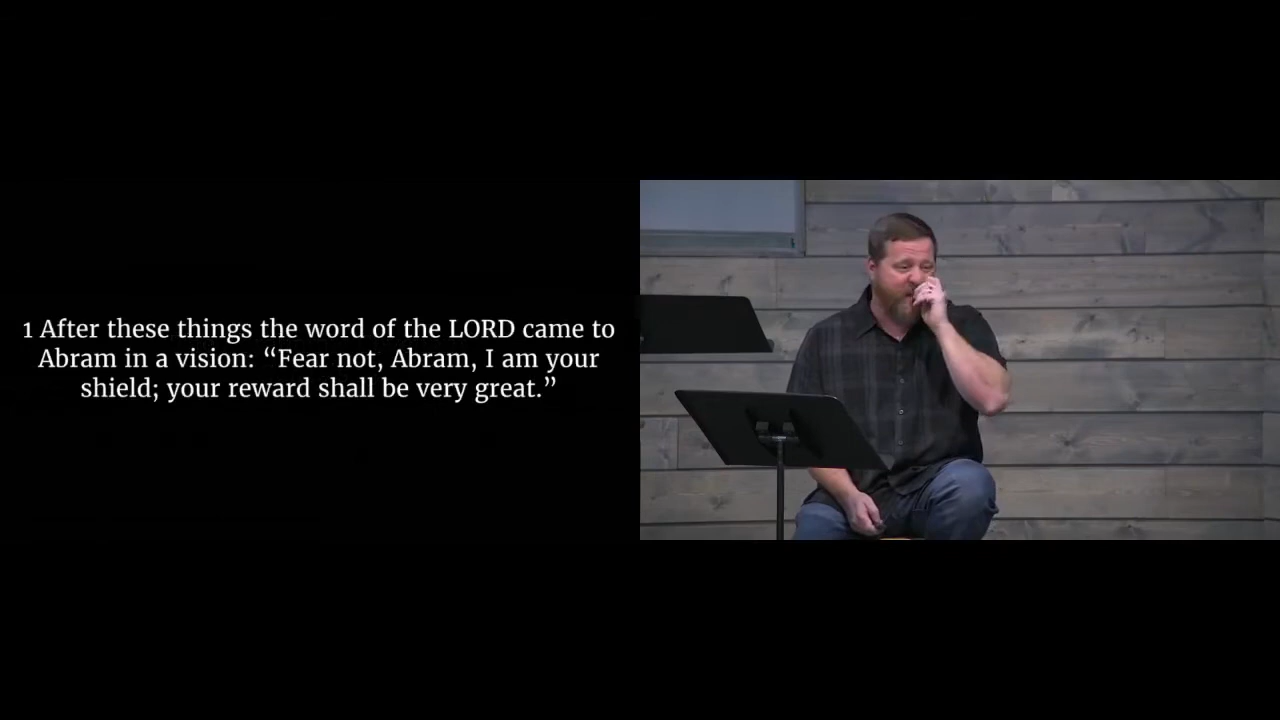 1 After these things the word of the LORD came to
Abram in a vision: “Fear not, Abram, I am your
shield; your reward shall be very great.”